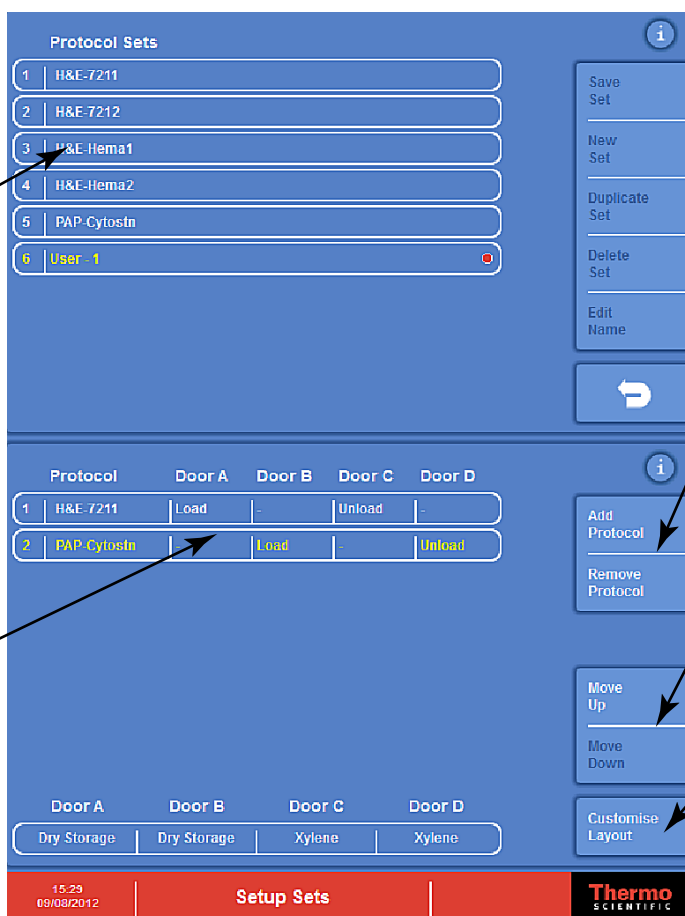 Protocol Sets
i
1 H&E-7211
2 H&E-7212
3 H&E-Hema1
4 H&E-Hema2
5 PAP-Cytostn
6 User - 1
Save
Set
New
Set
Duplicate
Set
Delete
Set
Edit
Name
i
Protocol Door A Door B Door C Door D
1 H&E-7211 Load - Unload -
2 PAP-Cytostn - Load - Unload
Add
Protocol
Remove
Protocol
Move
Up
Move
Down
Door A Door B Door C Door D
Dry Storage Dry Storage Xylene Xylene
Customise
Layout
15:29
09/08/2012
Setup Sets
Thermo
SCIENTIFIC